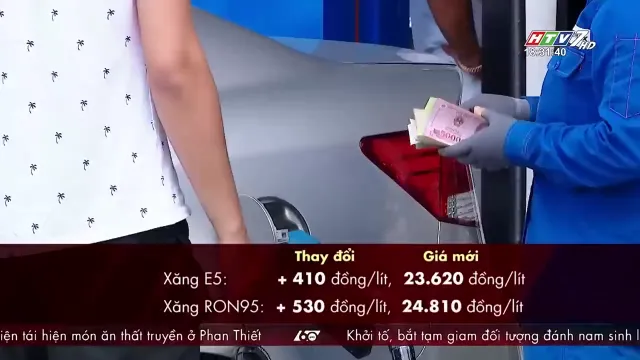 HTV7 HD
Thay đổi Giá mới
Xăng E5: + 410 đồng/lít, 23.620 đồng/lít
Xăng RON95: + 530 đồng/lít, 24.810 đồng/lít
iện tái hiện món ăn thất truyền ở Phan Thiết 60 Khởi tố, bắt tạm giam đối tượng đánh nam sinh